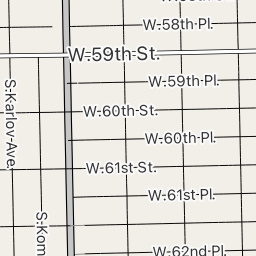 W. 58th Pl.
W. 59th St.
W. 59th Pl.
W. 60th St.
S. Karlov Ave.
W. 60th Pl.
W. 61st St.
W. 61st Pl.
S. Kom
W. 62nd Pl.